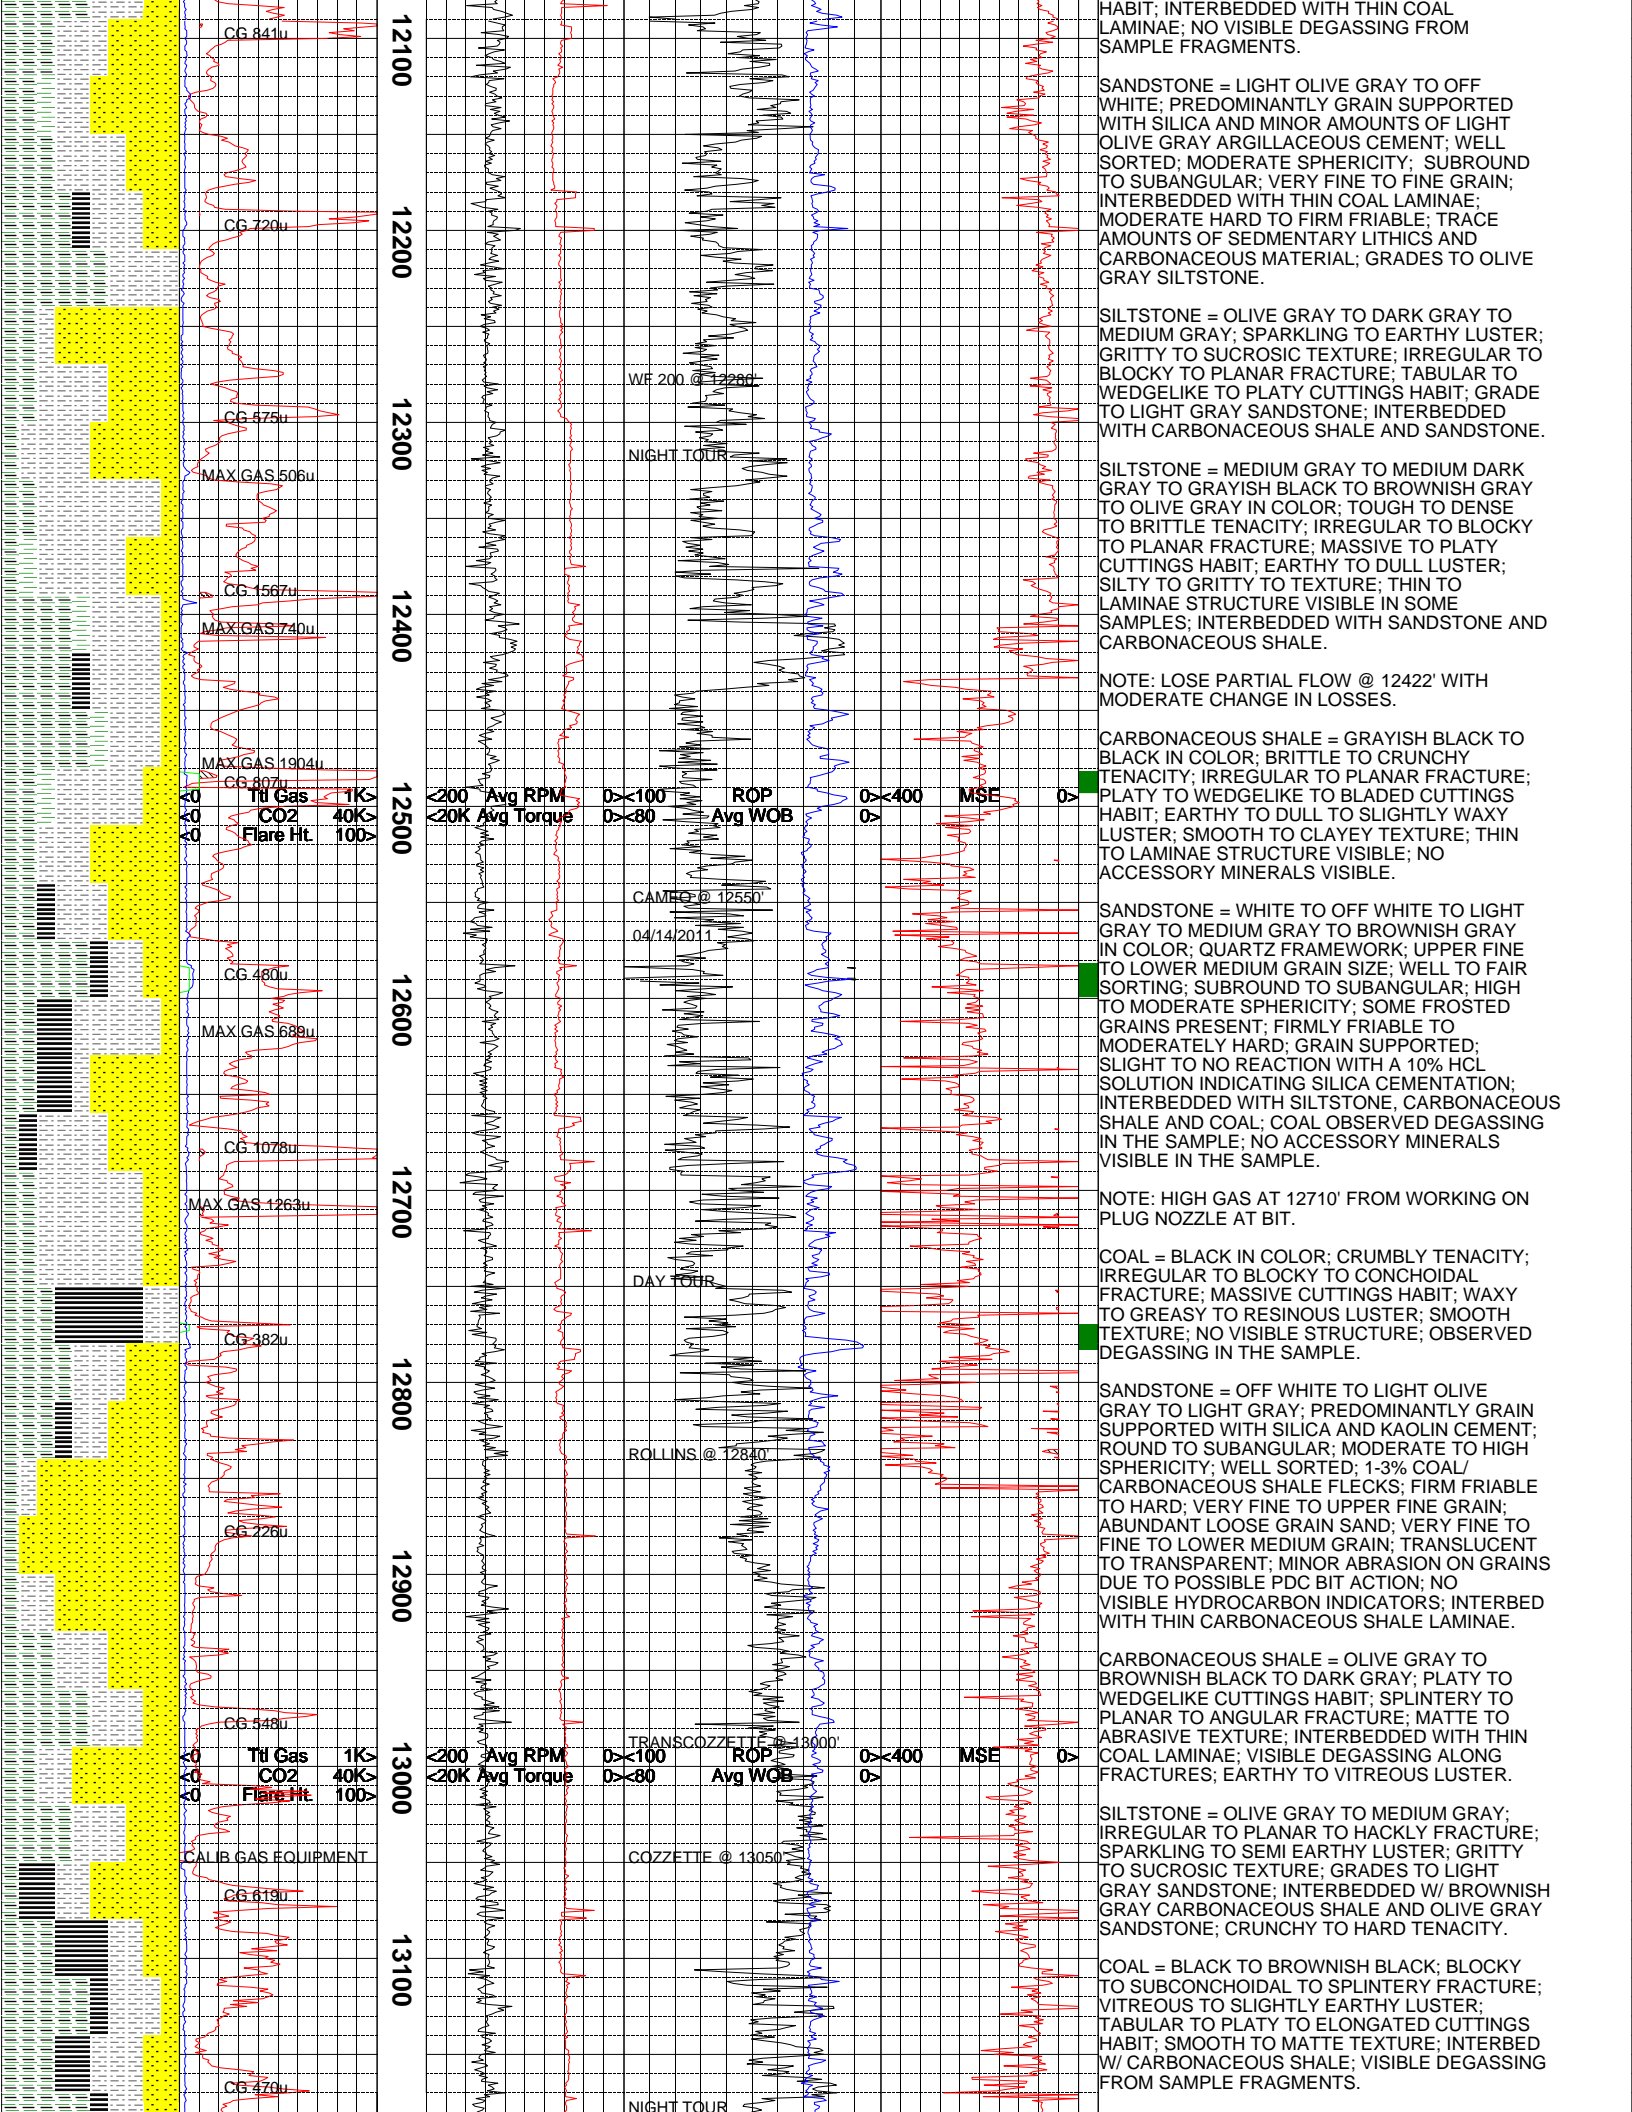 HABIT; INTERBEDDED WITH THIN COAL
LAMINAE; NO VISIBLE DEGASSING FROM
SAMPLE FRAGMENTS.
SANDSTONE = LIGHT OLIVE GRAY TO OFF
WHITE; PREDOMINANTLY GRAIN SUPPORTED
WITH SILICA AND MINOR AMOUNTS OF LIGHT
OLIVE GRAY ARGILLACEOUS CEMENT; WELL
SORTED; MODERATE SPHERICITY; SUBROUND
TO SUBANGULAR; VERY FINE TO FINE GRAIN;
INTERBEDDED WITH THIN COAL LAMINAE;
MODERATE HARD TO FIRM FRIABLE; TRACE
AMOUNTS OF SEDMENTARY LITHICS AND
CARBONACEOUS MATERIAL; GRADES TO OLIVE
GRAY SILTSTONE.
SILTSTONE = OLIVE GRAY TO DARK GRAY TO
MEDIUM GRAY; SPARKLING TO EARTHY LUSTER;
GRITTY TO SUCROSIC TEXTURE; IRREGULAR TO
BLOCKY TO PLANAR FRACTURE; TABULAR TO
WEDGELIKE TO PLATY CUTTINGS HABIT; GRADE
TO LIGHT GRAY SANDSTONE; INTERBEDDED
WITH CARBONACEOUS SHALE AND SANDSTONE.
SILTSTONE = MEDIUM GRAY TO MEDIUM DARK
GRAY TO GRAYISH BLACK TO BROWNISH GRAY
TO OLIVE GRAY IN COLOR; TOUGH TO DENSE
TO BRITTLE TENACITY; IRREGULAR TO BLOCKY
TO PLANAR FRACTURE; MASSIVE TO PLATY
CUTTINGS HABIT; EARTHY TO DULL LUSTER;
SILTY TO GRITTY TO TEXTURE; THIN TO
LAMINAE STRUCTURE VISIBLE IN SOME
SAMPLES; INTERBEDDED WITH SANDSTONE AND
CARBONACEOUS SHALE.
NOTE: LOSE PARTIAL FLOW @ 12422' WITH
MODERATE CHANGE IN LOSSES.
CARBONACEOUS SHALE = GRAYISH BLACK TO
BLACK IN COLOR; BRITTLE TO CRUNCHY
TENACITY; IRREGULAR TO PLANAR FRACTURE;
PLATY TO WEDGELIKE TO BLADED CUTTINGS
HABIT; EARTHY TO DULL TO SLIGHTLY WAXY
LUSTER; SMOOTH TO CLAYEY TEXTURE; THIN
TO LAMINAE STRUCTURE VISIBLE; NO
ACCESSORY MINERALS VISIBLE.
SANDSTONE = WHITE TO OFF WHITE TO LIGHT
GRAY TO MEDIUM GRAY TO BROWNISH GRAY
IN COLOR; QUARTZ FRAMEWORK; UPPER FINE
TO LOWER MEDIUM GRAIN SIZE; WELL TO FAIR
SORTING; SUBROUND TO SUBANGULAR; HIGH
TO MODERATE SPHERICITY; SOME FROSTED
GRAINS PRESENT; FIRMLY FRIABLE TO
MODERATELY HARD; GRAIN SUPPORTED;
SLIGHT TO NO REACTION WITH A 10% HCL
SOLUTION INDICATING SILICA CEMENTATION;
INTERBEDDED WITH SILTSTONE, CARBONACEOUS
SHALE AND COAL; COAL OBSERVED DEGASSING
IN THE SAMPLE; NO ACCESSORY MINERALS
VISIBLE IN THE SAMPLE.
NOTE: HIGH GAS AT 12710' FROM WORKING ON
PLUG NOZZLE AT BIT.
COAL = BLACK IN COLOR; CRUMBLY TENACITY;
IRREGULAR TO BLOCKY TO CONCHOIDAL
FRACTURE; MASSIVE CUTTINGS HABIT; WAXY
TO GREASY TO RESINOUS LUSTER; SMOOTH
TEXTURE; NO VISIBLE STRUCTURE; OBSERVED
DEGASSING IN THE SAMPLE.
SANDSTONE = OFF WHITE TO LIGHT OLIVE
GRAY TO LIGHT GRAY; PREDOMINANTLY GRAIN
SUPPORTED WITH SILICA AND KAOLIN CEMENT;
ROUND TO SUBANGULAR; MODERATE TO HIGH
SPHERICITY; WELL SORTED; 1-3% COAL/
CARBONACEOUS SHALE FLECKS; FIRM FRIABLE
TO HARD; VERY FINE TO UPPER FINE GRAIN;
ABUNDANT LOOSE GRAIN SAND; VERY FINE TO
FINE TO LOWER MEDIUM GRAIN; TRANSLUCENT
TO TRANSPARENT; MINOR ABRASION ON GRAINS
DUE TO POSSIBLE PDC BIT ACTION; NO
VISIBLE HYDROCARBON INDICATORS; INTERBED
WITH THIN CARBONACEOUS SHALE LAMINAE.
CARBONACEOUS SHALE = OLIVE GRAY TO
BROWNISH BLACK TO DARK GRAY; PLATY TO
WEDGELIKE CUTTINGS HABIT; SPLINTERY TO
PLANAR TO ANGULAR FRACTURE; MATTE TO
ABRASIVE TEXTURE; INTERBEDDED WITH THIN
COAL LAMINAE; VISIBLE DEGASSING ALONG
FRACTURES; EARTHY TO VITREOUS LUSTER.
SILTSTONE = OLIVE GRAY TO MEDIUM GRAY;
IRREGULAR TO PLANAR TO HACKLY FRACTURE;
SPARKLING TO SEMI EARTHY LUSTER; GRITTY
TO SUCROSIC TEXTURE; GRADES TO LIGHT
GRAY SANDSTONE; INTERBEDDED W/ BROWNISH
GRAY CARBONACEOUS SHALE AND OLIVE GRAY
SANDSTONE; CRUNCHY TO HARD TENACITY.
COAL = BLACK TO BROWNISH BLACK; BLOCKY
TO SUBCONCHOIDAL TO SPLINTERY FRACTURE;
VITREOUS TO SLIGHTLY EARTHY LUSTER;
TABULAR TO PLATY TO ELONGATED CUTTINGS
HABIT; SMOOTH TO MATTE TEXTURE; INTERBED
W/ CARBONACEOUS SHALE; VISIBLE DEGASSING
FROM SAMPLE FRAGMENTS.
CG 841u
CG 720u
CG 575u
MAX GAS 506u
CG 1567u
MAX GAS 740u
MAX GAS 1904u
CG 807u
<0 Ttl Gas 1K>
<0 CO2 40K>
<0 Flare Ht. 100>
CG 480u
MAX GAS 689u
CG 1078u
MAX GAS 1263u
CG 382u
CG 226u
CG 548u
<0 Ttl Gas 1K>
<0 CO2 40K>
<0 Flare Ht. 100>
CALIB GAS EQUIPMENT
CG 619u
CG 470u
12100
12200
12300
12400
12500
12600
12700
12800
12900
13000
13100
WF 200 @ 12280'
NIGHT TOUR
<200 Avg RPM 0><100 ROP 0><400 MSE 0>
<20K Avg Torque 0><80 Avg WOB 0>
CAMEO @ 12550'
04/14/2011
DAY TOUR
ROLLINS @ 12840'
TRANSCOZZETTE @ 13000'
<200 Avg RPM 0><100 ROP 0><400 MSE 0>
<20K Avg Torque 0><80 Avg WOB 0>
COZZETTE @ 13050'
NIGHT TOUR